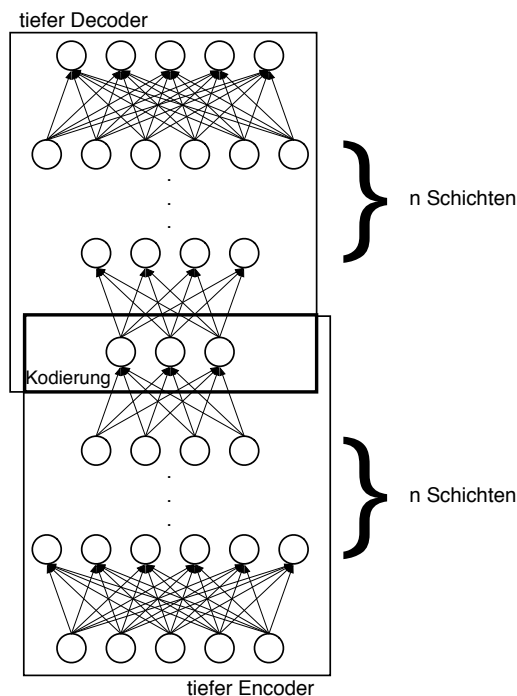 tiefer Decoder
n Schichten
Kodierung
n Schichten
tiefer Encoder